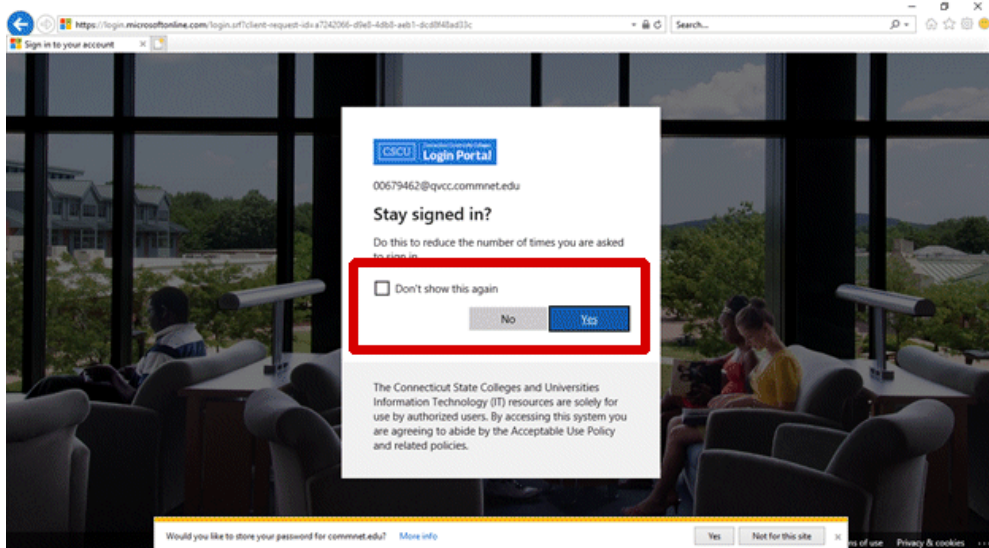 https://login.microsoftonline.com/login.srf?client-request-id=a7242066-d9e8-4db8-aeb1-dcd8f48ad33c
Search...
Sign in to your account
CSCU
Login Portal
00679462@qvcc.commnet.edu
Stay signed in?
Do this to reduce the number of times you are asked
to sign in.
Don't show this again
No
Yes
The Connecticut State Colleges and Universities
Information Technology (IT) resources are solely for
use by authorized users. By accessing this system you
are agreeing to abide by the Acceptable Use Policy
and related policies.
Would you like to store your password for commnet.edu? More info
Yes
Not for this site
ns of use
Privacy & cookies
...